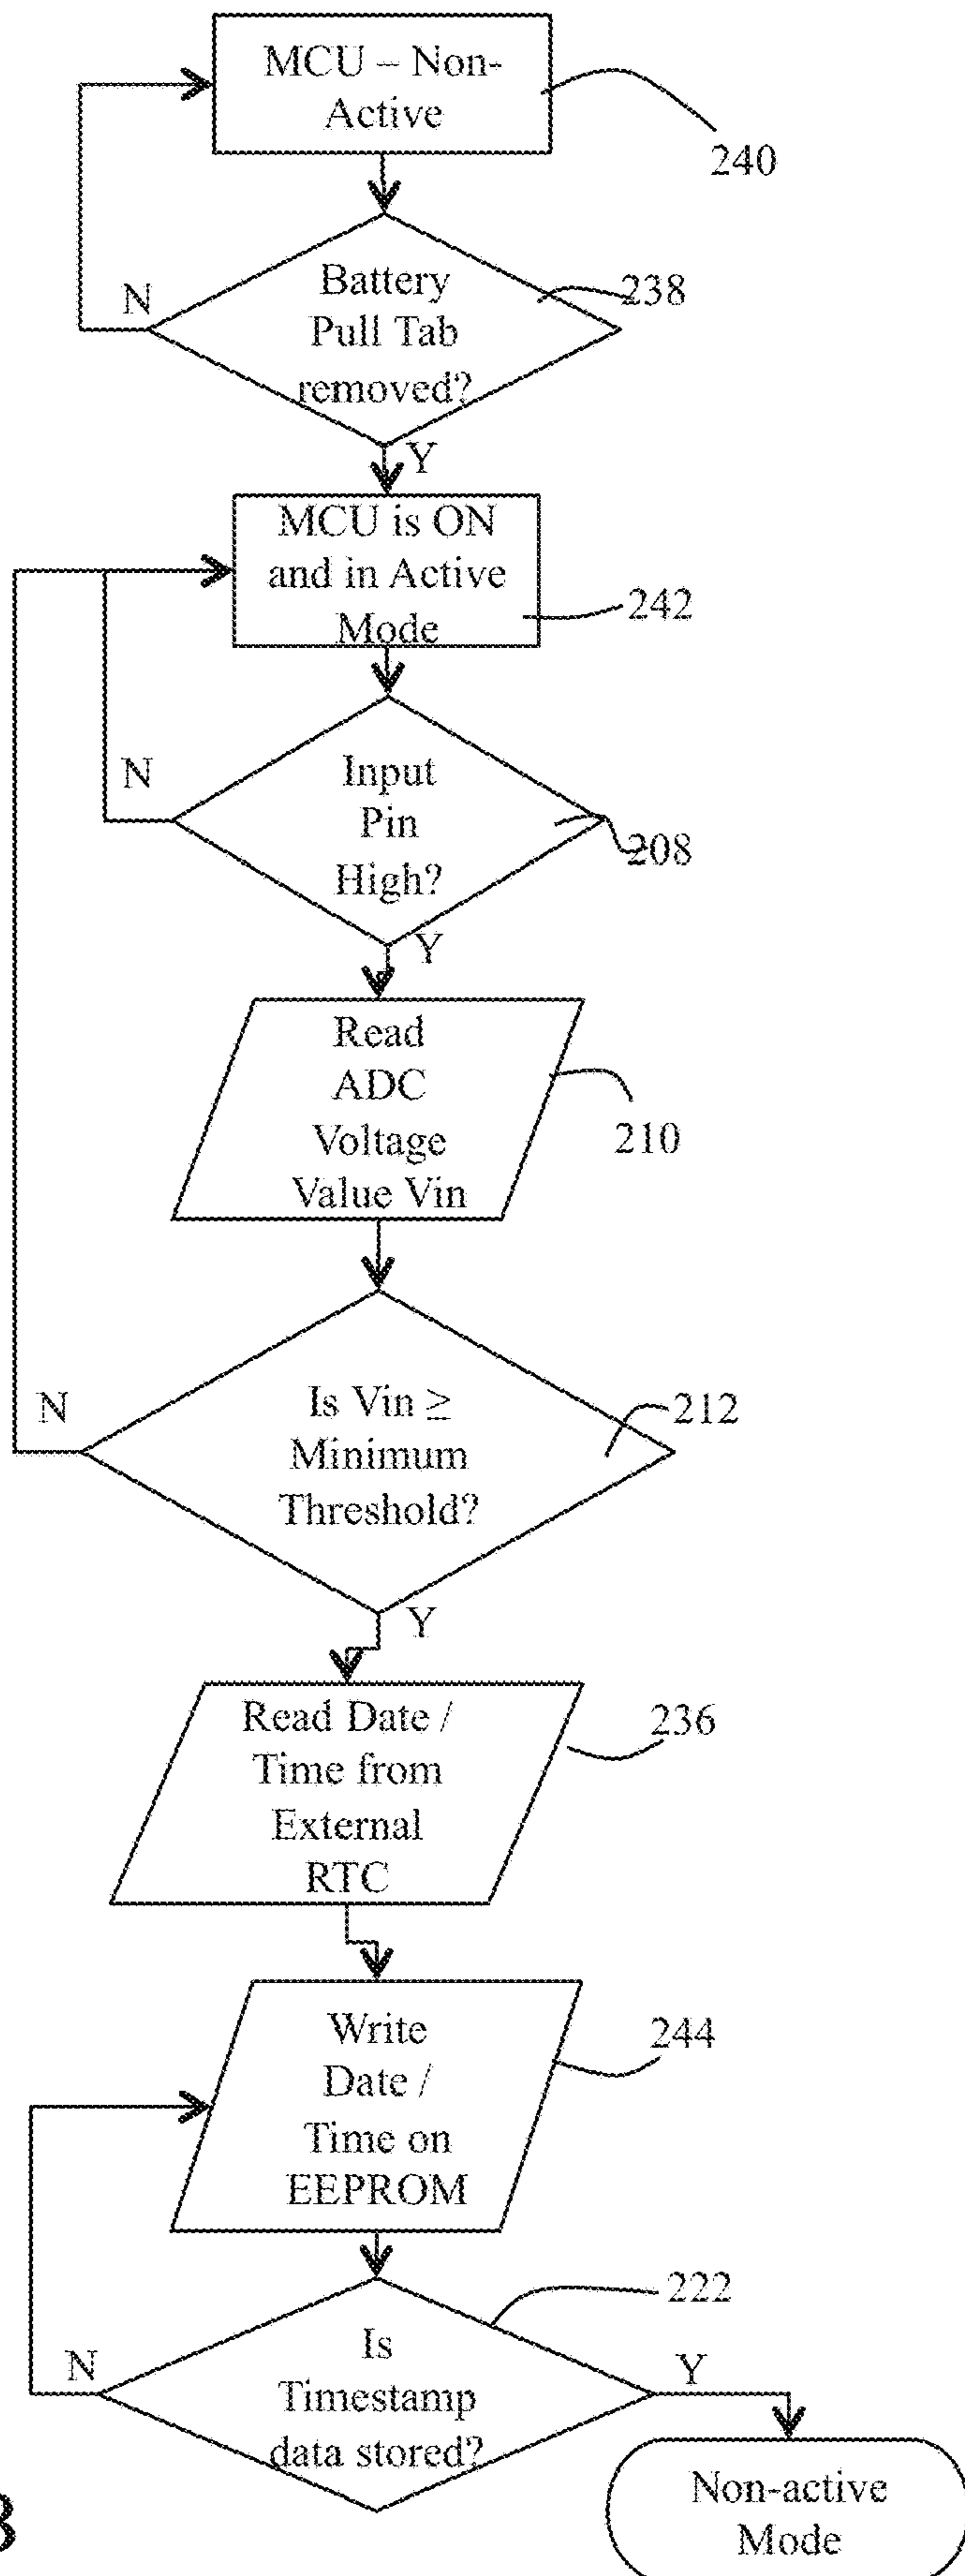 MCU – Non-
Active
240
Battery
Pull Tab
removed?
238
N
Y
MCU is ON
and in Active
Mode
242
Input
Pin
High?
N
208
Y
Read
ADC
Voltage
Value Vin
210
Is Vin ≥
Minimum
Threshold?
N
212
Y
Read Date /
Time from
External
RTC
236
Write
Date /
Time on
EEPROM
244
222
Is
Timestamp
data stored?
N
Y
Non-active
Mode